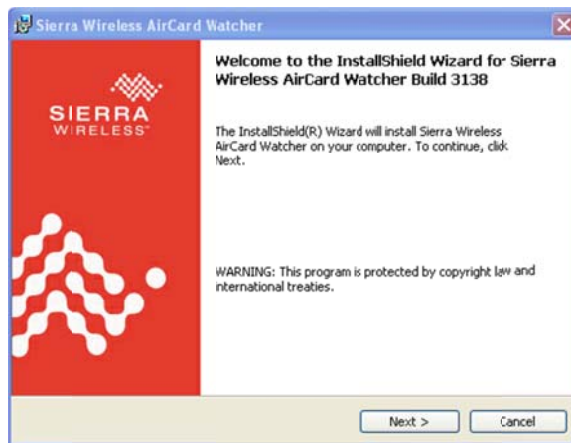 Sierra Wireless AirCard Watcher
SIERRA
WIRELESS™
Welcome to the InstallShield Wizard for Sierra
Wireless AirCard Watcher Build 3138
The InstallShield(R) Wizard will install Sierra Wireless
AirCard Watcher on your computer. To continue, click
Next.
WARNING: This program is protected by copyright law and
international treaties.
Next >
Cancel